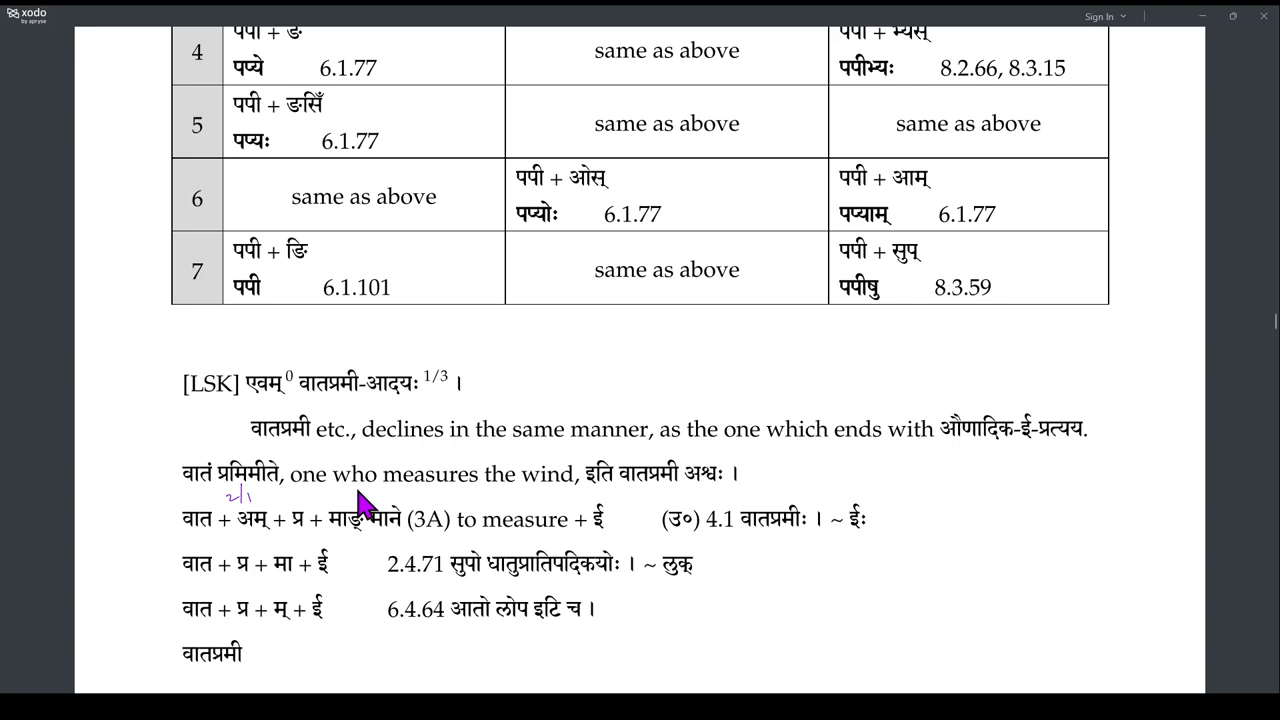 xodo
by apryse
Sign In
4 पपी + ङे same as above पपी + भ्यस्
पप्ये 6.1.77 पपीभ्यः 8.2.66, 8.3.15
5 पपी + ङसिँ same as above same as above
पप्यः 6.1.77
6 same as above पपी + ओस् पपी + आम्
पप्योः 6.1.77 पप्याम् 6.1.77
7 पपी + ङि same as above पपी + सुप्
पपी 6.1.101 पपीषु 8.3.59
[LSK] एवम् 0 वातप्रमी-आदयः 1/3 ।
वातप्रमी etc., declines in the same manner, as the one which ends with औणादिक-ई-प्रत्यय.
वातं प्रमिमीते, one who measures the wind, इति वातप्रमी अश्वः ।
2/1
वात + अम् + प्र + माङ् माने (3A) to measure + ई (उ०) 4.1 वातप्रमीः । ~ ईः
वात + प्र + मा + ई 2.4.71 सुपो धातुप्रातिपदिकयोः । ~ लुक्
वात + प्र + म् + ई 6.4.64 आतो लोप इटि च ।
वातप्रमी